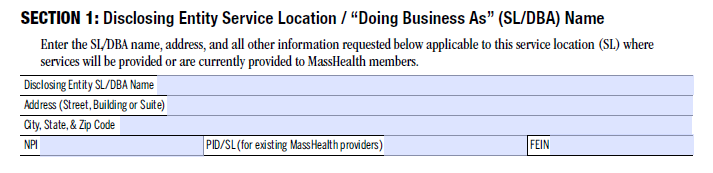 SECTION 1: Disclosing Entity Service Location / “Doing Business As” (SL/DBA) Name
Enter the SL/DBA name, address, and all other information requested below applicable to this service location (SL) where
services will be provided or are currently provided to MassHealth members.
Disclosing Entity SL/DBA Name
Address (Street, Building or Suite)
City, State, & Zip Code
NPI PID/SL (for existing MassHealth providers) FEIN